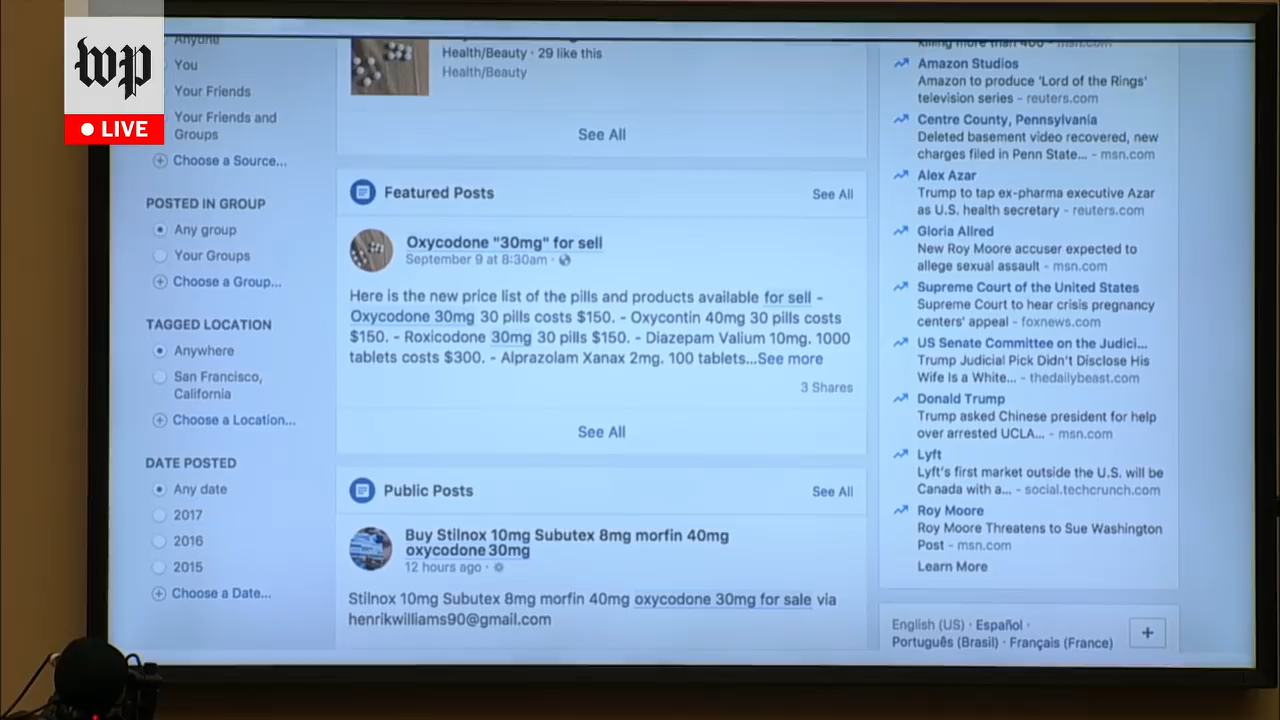 wp
LIVE
Anyone
You
Your Friends
Your Friends and
Groups
Choose a Source...
POSTED IN GROUP
Any group
Your Groups
Choose a Group...
TAGGED LOCATION
Anywhere
San Francisco,
California
Choose a Location...
DATE POSTED
Any date
2017
2016
2015
Choose a Date...
Health/Beauty · 29 like this
Health/Beauty
See All
Featured Posts
See All
Oxycodone "30mg" for sell
September 9 at 8:30am ·
Here is the new price list of the pills and products available for sell -
Oxycodone 30mg 30 pills costs $150. - Oxycontin 40mg 30 pills costs
$150. - Roxicodone 30mg 30 pills $150. - Diazepam Valium 10mg. 1000
tablets costs $300. - Alprazolam Xanax 2mg. 100 tablets...See more
3 Shares
See All
Public Posts
See All
Buy Stilnox 10mg Subutex 8mg morfin 40mg
oxycodone 30mg
12 hours ago ·
Stilnox 10mg Subutex 8mg morfin 40mg oxycodone 30mg for sale via
henrikwilliams90@gmail.com
killing more than 400 - msn.com
Amazon Studios
Amazon to produce 'Lord of the Rings'
television series - reuters.com
Centre County, Pennsylvania
Deleted basement video recovered, new
charges filed in Penn State... - msn.com
Alex Azar
Trump to tap ex-pharma executive Azar
as U.S. health secretary - reuters.com
Gloria Allred
New Roy Moore accuser expected to
allege sexual assault - msn.com
Supreme Court of the United States
Supreme Court to hear crisis pregnancy
centers' appeal - foxnews.com
US Senate Committee on the Judici...
Trump Judicial Pick Didn't Disclose His
Wife Is a White... - thedailybeast.com
Donald Trump
Trump asked Chinese president for help
over arrested UCLA... - msn.com
Lyft
Lyft's first market outside the U.S. will be
Canada with a... - social.techcrunch.com
Roy Moore
Roy Moore Threatens to Sue Washington
Post - msn.com
Learn More
English (US) · Español ·
Português (Brasil) · Français (France)